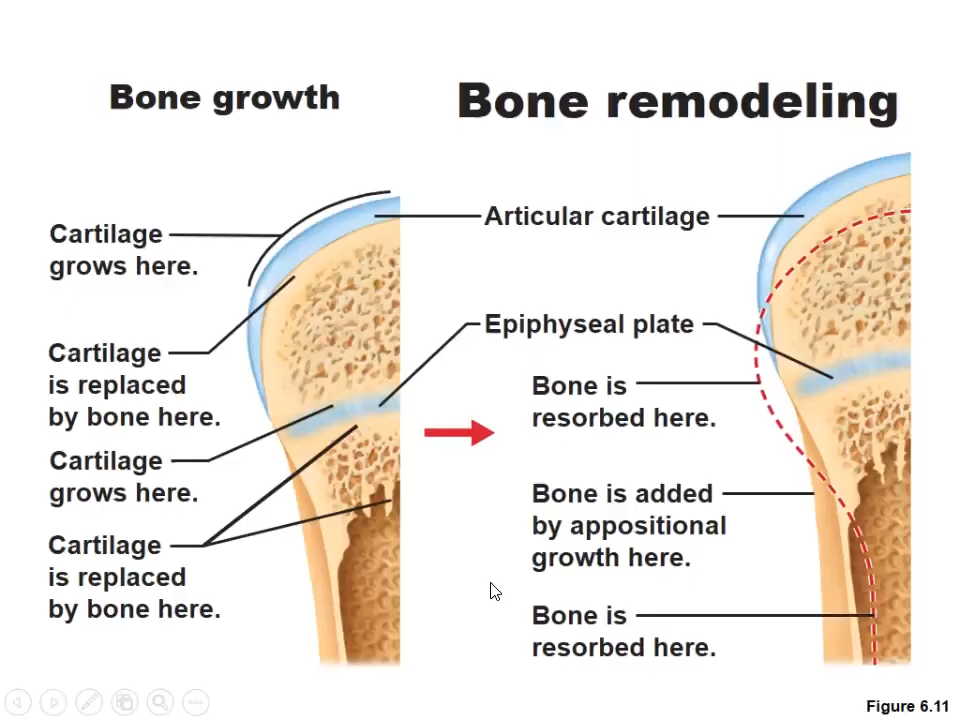 Bone growth
Bone remodeling
Cartilage
grows here.
Cartilage
is replaced
by bone here.
Cartilage
grows here.
Cartilage
is replaced
by bone here.
Articular cartilage
Epiphyseal plate
Bone is
resorbed here.
Bone is added
by appositional
growth here.
Bone is
resorbed here.
Figure 6.11